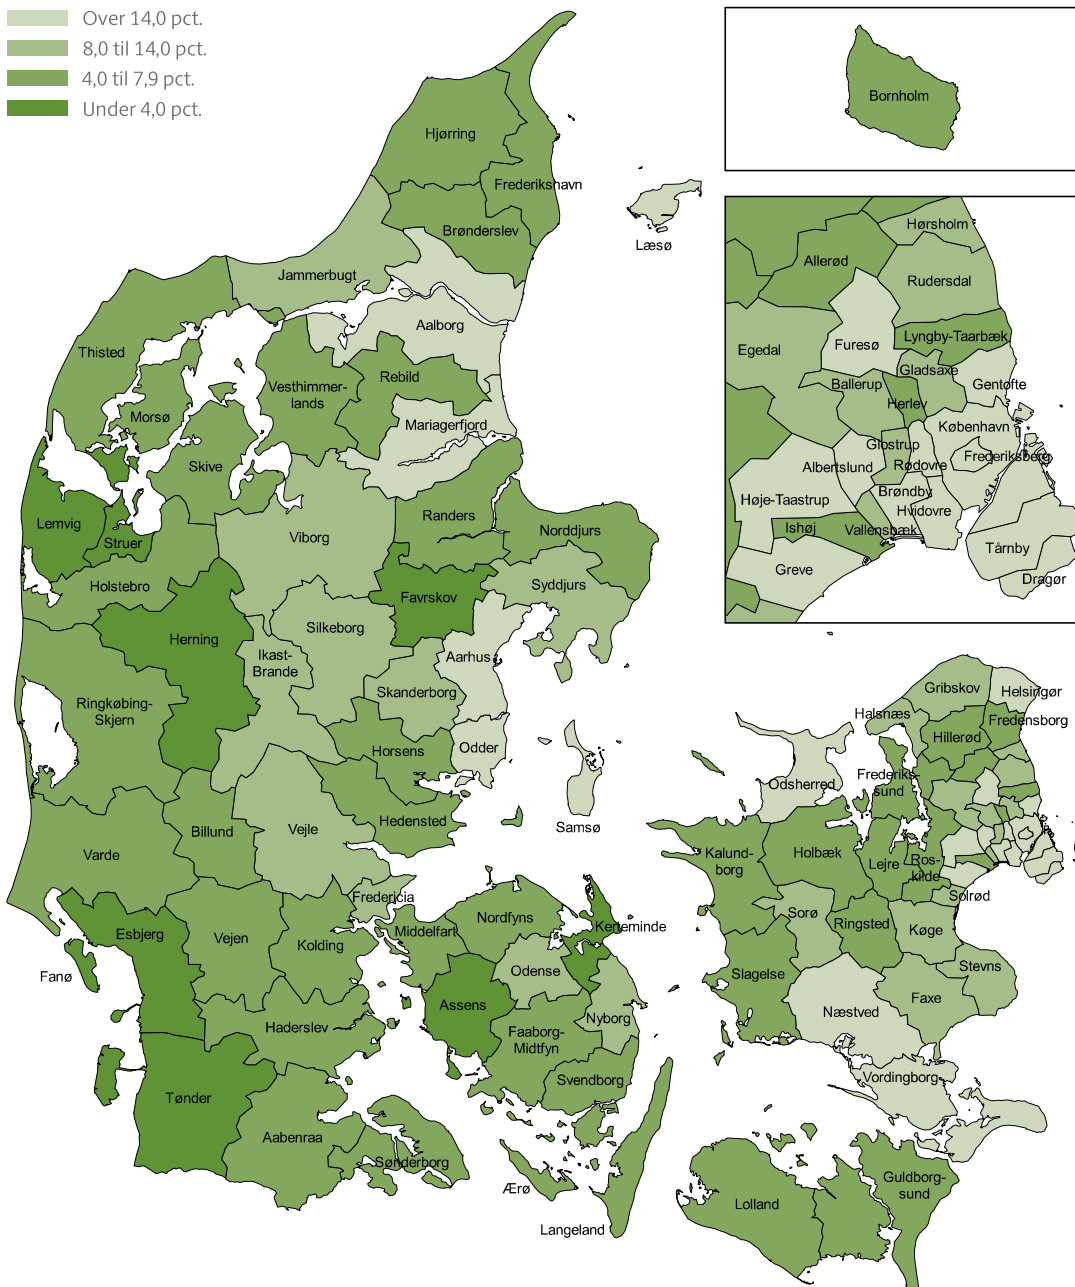 Over 14,0 pct.
8,0 til 14,0 pct.
4,0 til 7,9 pct.
Under 4,0 pct.
Bornholm
Hjørring
Frederikshavn
Brønderslev
Læsø
Jammerbugt
Aalborg
Thisted
Rebild
Vesthimmer-
lands
Morsø
Mariagerfjord
Skive
Lemvig
Struer
Viborg
Randers
Norddjurs
Holstebro
Favrskov
Syddjurs
Herning
Silkeborg
Ikast-
Brande
Aarhus
Skanderborg
Ringkøbing-
Skjern
Horsens
Odder
Samsø
Hedensted
Billund
Vejle
Varde
Fredericia
Esbjerg
Vejen
Kolding
Middelfart
Nordfyns
Kerteminde
Fanø
Odense
Assens
Nyborg
Haderslev
Faaborg-
Midtfyn
Svendborg
Tønder
Aabenraa
Sønderborg
Ærø
Langeland
Hørsholm
Allerød
Rudersdal
Egedal
Furesø
Lyngby-Taarbæk
Gladsaxe
Gentofte
Ballerup
Herlev
København
Glostrup
Frederiksberg
Albertslund
Rødovre
Høje-Taastrup
Brøndby
Hvidovre
Ishøj
Vallensbæk
Greve
Tårnby
Dragør
Gribskov
Helsingør
Halsnæs
Fredensborg
Hillerød
Odsherred
Frederiks-
sund
Kalund-
borg
Holbæk
Lejre
Ros-
kilde
Solrød
Sorø
Ringsted
Køge
Slagelse
Stevns
Faxe
Næstved
Vordingborg
Guldborg-
sund
Lolland